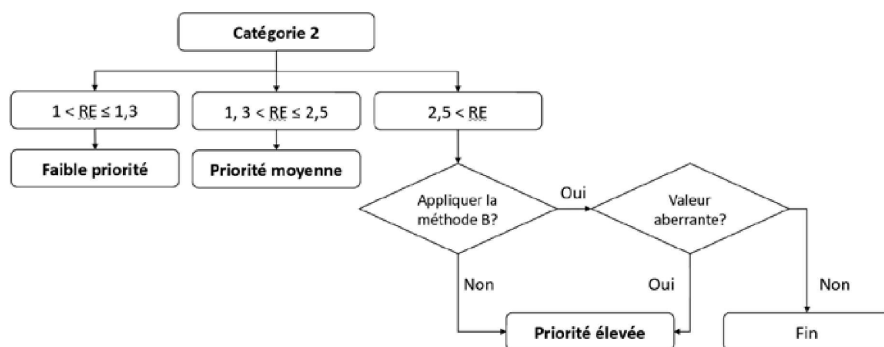 Catégorie 2
1 < RE ≤ 1,3
1, 3 < RE ≤ 2,5
2,5 < RE
Faible priorité
Priorité moyenne
Appliquer la
méthode B?
Oui
Valeur
aberrante?
Non
Oui
Non
Priorité élevée
Fin